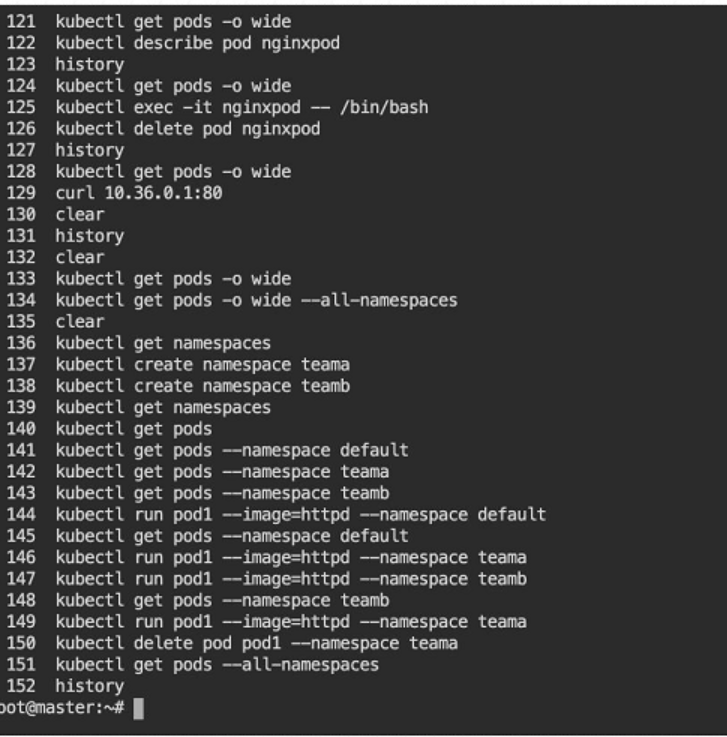 121 kubectl get pods -o wide
122 kubectl describe pod nginxpod
123 history
124 kubectl get pods -o wide
125 kubectl exec -it nginxpod -- /bin/bash
126 kubectl delete pod nginxpod
127 history
128 kubectl get pods -o wide
129 curl 10.36.0.1:80
130 clear
131 history
132 clear
133 kubectl get pods -o wide
134 kubectl get pods -o wide --all-namespaces
135 clear
136 kubectl get namespaces
137 kubectl create namespace teama
138 kubectl create namespace teamb
139 kubectl get namespaces
140 kubectl get pods
141 kubectl get pods --namespace default
142 kubectl get pods --namespace teama
143 kubectl get pods --namespace teamb
144 kubectl run pod1 --image=httpd --namespace default
145 kubectl get pods --namespace default
146 kubectl run pod1 --image=httpd --namespace teama
147 kubectl run pod1 --image=httpd --namespace teamb
148 kubectl get pods --namespace teamb
149 kubectl run pod1 --image=httpd --namespace teama
150 kubectl delete pod pod1 --namespace teama
151 kubectl get pods --all-namespaces
152 history
oot@master:~#